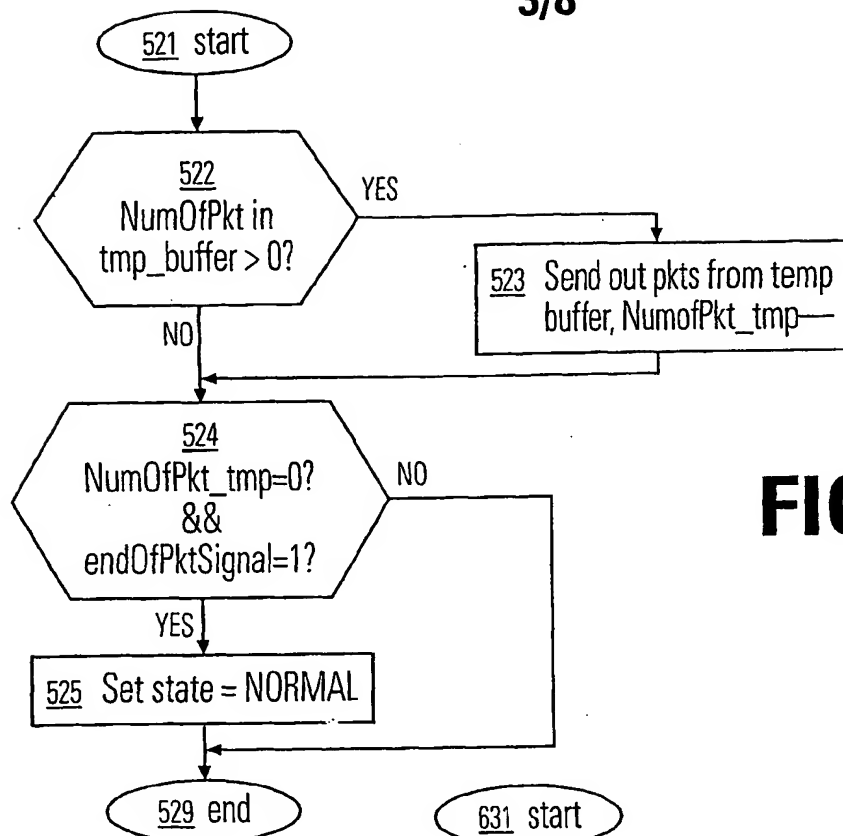 5/8
521 start
522
NumOfPkt in
tmp_buffer > 0?
YES
523 Send out pkts from temp
buffer, NumofPkt_tmp—
NO
524
NumOfPkt_tmp=0?
&&
endOfPktSignal=1?
NO
FIG
YES
525 Set state = NORMAL
529 end
631 start